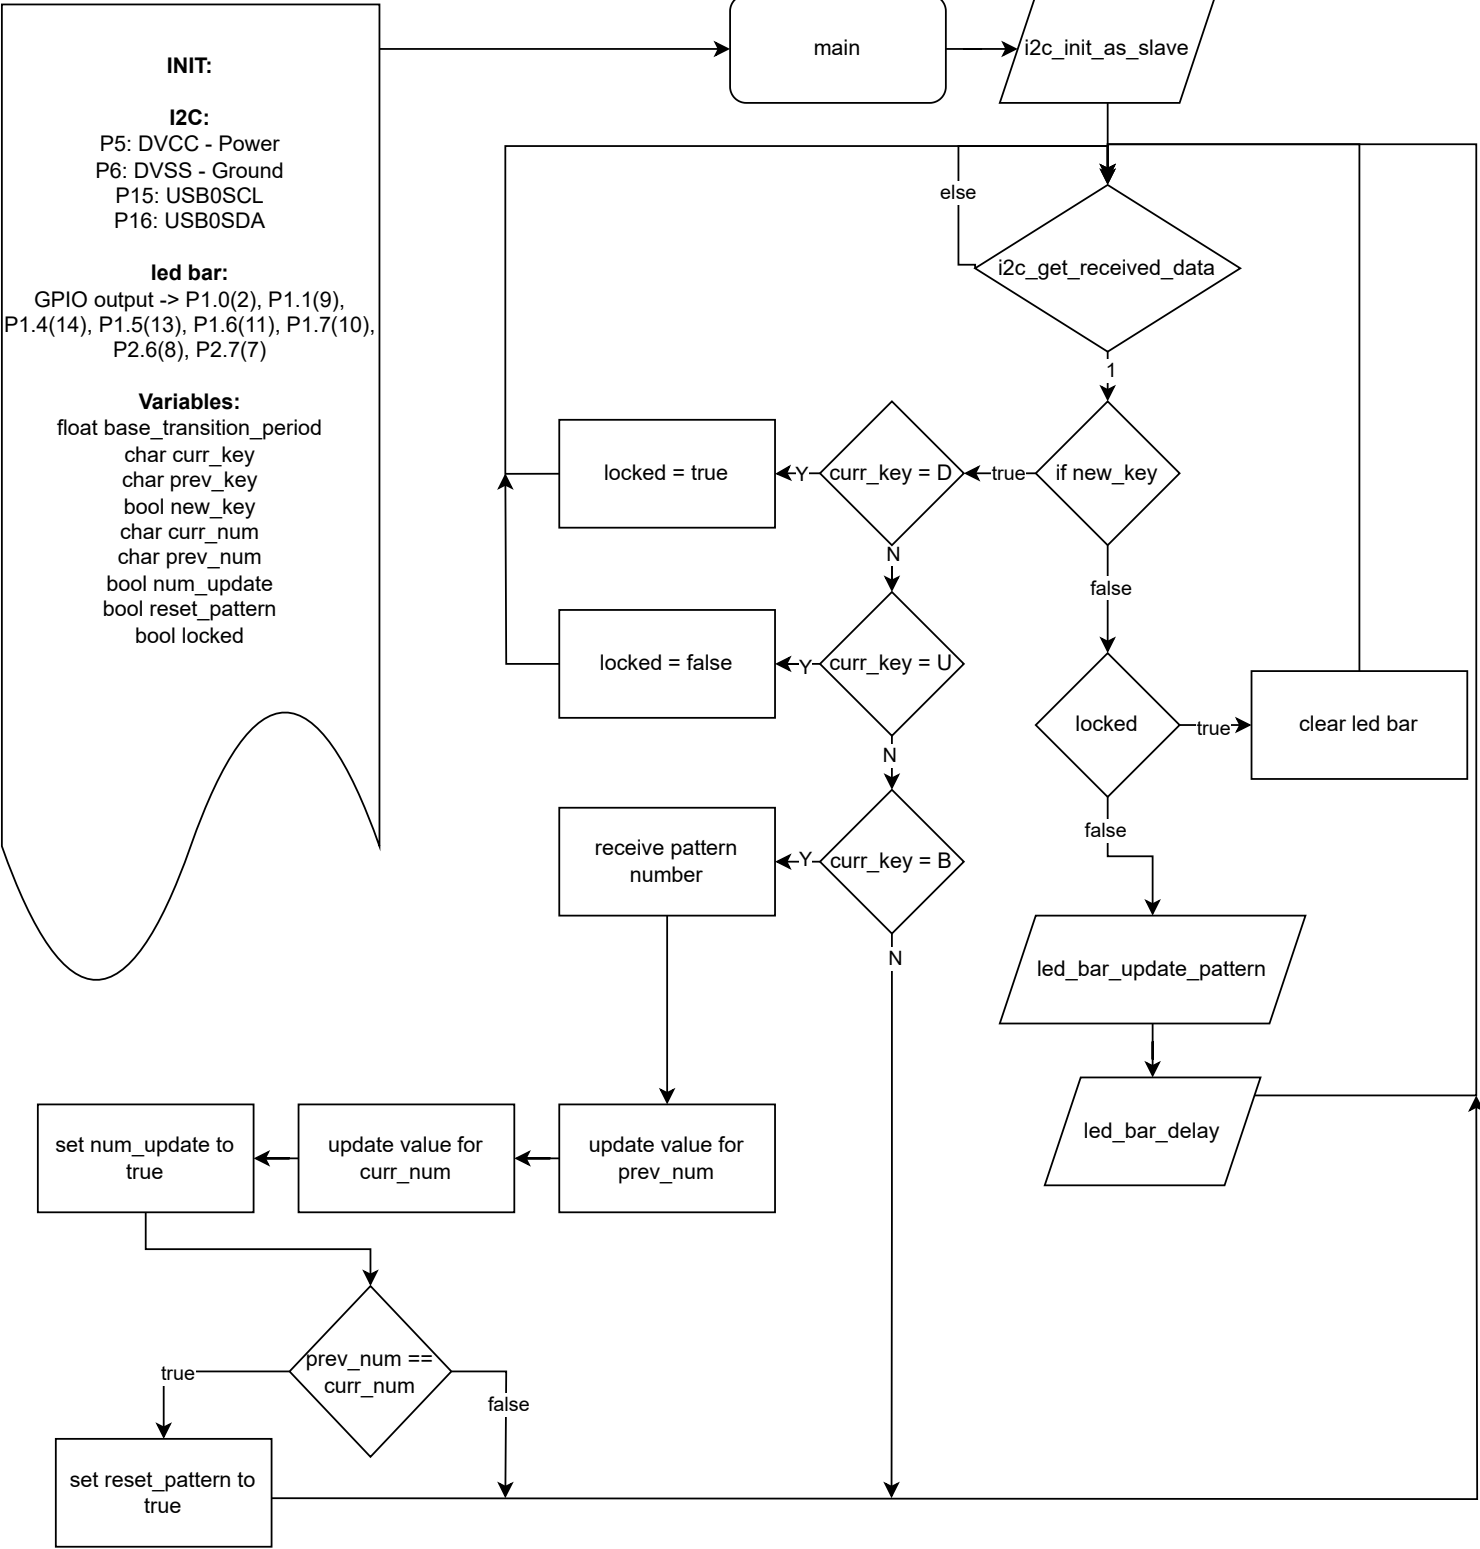 INIT:
I2C:
P5: DVCC - Power
P6: DVSS - Ground
P15: USB0SCL
P16: USB0SDA
led bar:
GPIO output -> P1.0(2), P1.1(9),
P1.4(14), P1.5(13), P1.6(11), P1.7(10),
P2.6(8), P2.7(7)
Variables:
float base_transition_period
char curr_key
char prev_key
bool new_key
char curr_num
char prev_num
bool num_update
bool reset_pattern
bool locked
main
i2c_init_as_slave
else
i2c_get_received_data
1
if new_key
true
curr_key = D
Y
locked = true
N
false
curr_key = U
Y
locked = false
N
locked
true
clear led bar
false
curr_key = B
Y
receive pattern
number
N
led_bar_update_pattern
led_bar_delay
update value for
prev_num
update value for
curr_num
set num_update to
true
prev_num ==
curr_num
true
false
set reset_pattern to
true